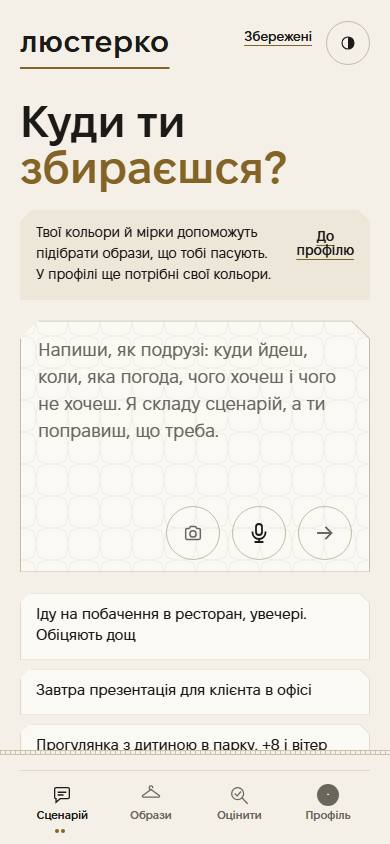 люстерко
Збережені
Куди ти
збираєшся?
Твої кольори й мірки допоможуть
підібрати образи, що тобі пасують.
У профілі ще потрібні свої кольори.
До
профілю
Напиши, як подрузі: куди йдеш,
коли, яка погода, чого хочеш і чого
не хочеш. Я складу сценарій, а ти
поправиш, що треба.
Іду на побачення в ресторан, увечері.
Обіцяють дощ
Завтра презентація для клієнта в офісі
Прогулянка з дитиною в парку, +8 і вітер
Сценарій
Образи
Оцінити
Профіль